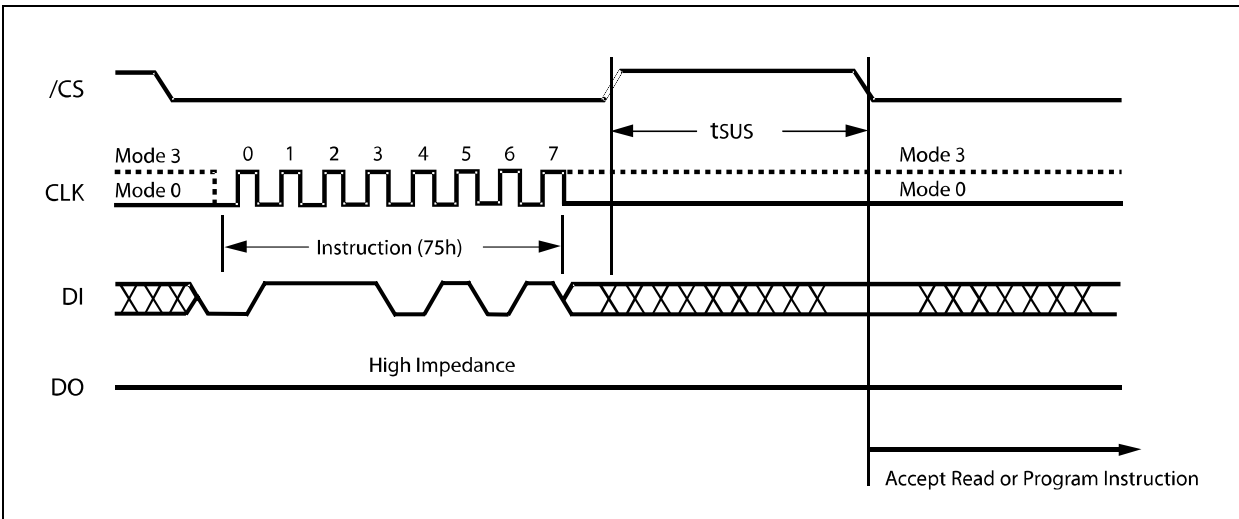 /CS
tSUS
Mode 3
0 1 2 3 4 5 6 7
Mode 3
CLK
Mode 0
Mode 0
Instruction (75h)
DI
High Impedance
DO
Accept Read or Program Instruction